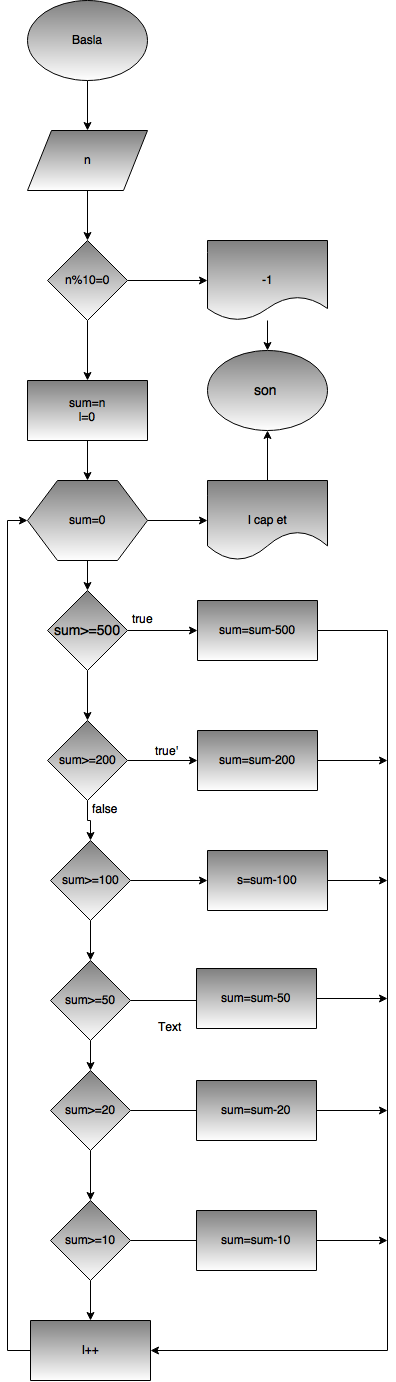 Basla
n
n%10=0
-1
sum=n
I=0
son
sum=0
I cap et
sum>=500
true
sum=sum-500
sum>=200
true'
sum=sum-200
false
sum>=100
s=sum-100
sum>=50
sum=sum-50
Text
sum>=20
sum=sum-20
sum>=10
sum=sum-10
I++